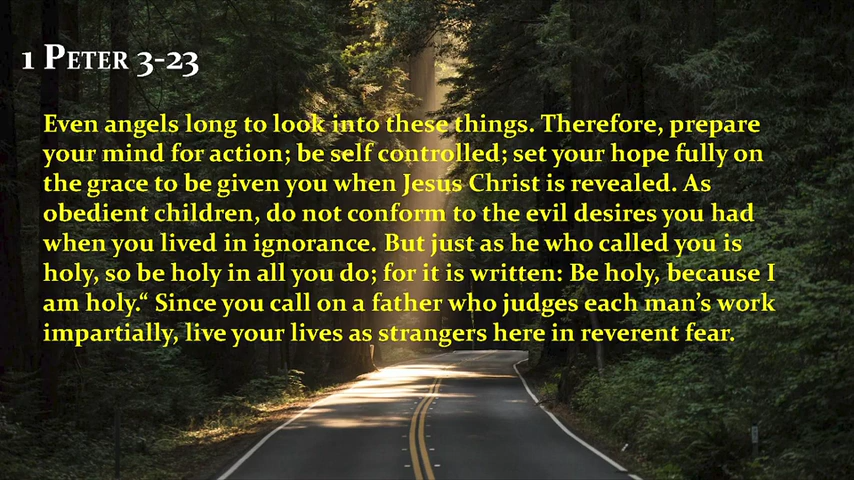 1 Peter 3-23
Even angels long to look into these things. Therefore, prepare
your mind for action; be self controlled; set your hope fully on
the grace to be given you when Jesus Christ is revealed. As
obedient children, do not conform to the evil desires you had
when you lived in ignorance. But just as he who called you is
holy, so be holy in all you do; for it is written: Be holy, because I
am holy.“ Since you call on a father who judges each man’s work
impartially, live your lives as strangers here in reverent fear.